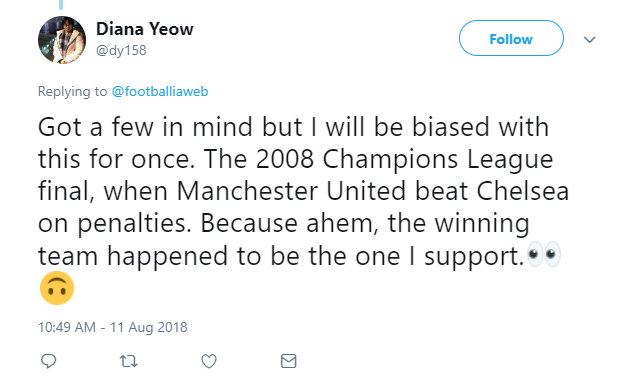 Diana Yeow
@dy158
Follow
Replying to @footballiaweb
Got a few in mind but I will be biased with
this for once. The 2008 Champions League
final, when Manchester United beat Chelsea
on penalties. Because ahem, the winning
team happened to be the one I support.👀
🙃
10:49 AM - 11 Aug 2018